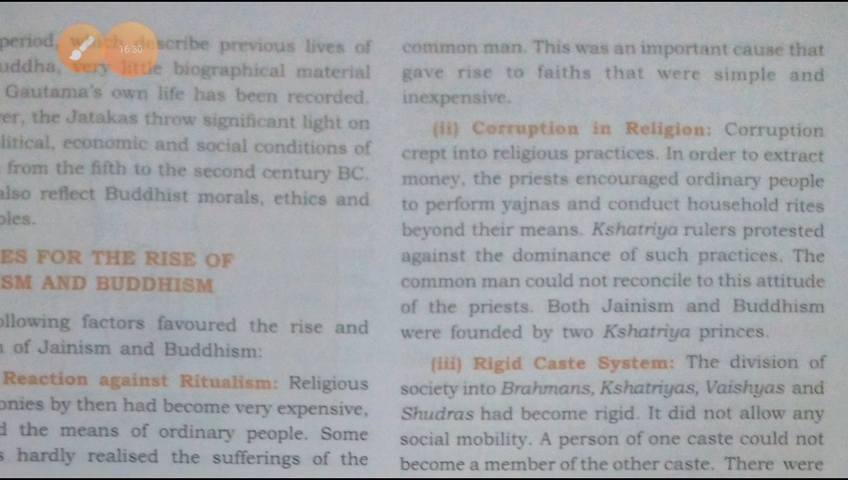 period, which describe previous lives of
uddha, very little biographical material
Gautama's own life has been recorded.
er, the Jatakas throw significant light on
litical, economic and social conditions of
from the fifth to the second century BC.
also reflect Buddhist morals, ethics and
ples.
ES FOR THE RISE OF
SM AND BUDDHISM
ollowing factors favoured the rise and
of Jainism and Buddhism:
Reaction against Ritualism: Religious
onies by then had become very expensive,
d the means of ordinary people. Some
s hardly realised the sufferings of the
common man. This was an important cause that
gave rise to faiths that were simple and
inexpensive.
(ii) Corruption in Religion: Corruption
crept into religious practices. In order to extract
money, the priests encouraged ordinary people
to perform yajnas and conduct household rites
beyond their means. Kshatriya rulers protested
against the dominance of such practices. The
common man could not reconcile to this attitude
of the priests. Both Jainism and Buddhism
were founded by two Kshatriya princes.
(iii) Rigid Caste System: The division of
society into Brahmans, Kshatriyas, Vaishyas and
Shudras had become rigid. It did not allow any
social mobility. A person of one caste could not
become a member of the other caste. There were
16:30